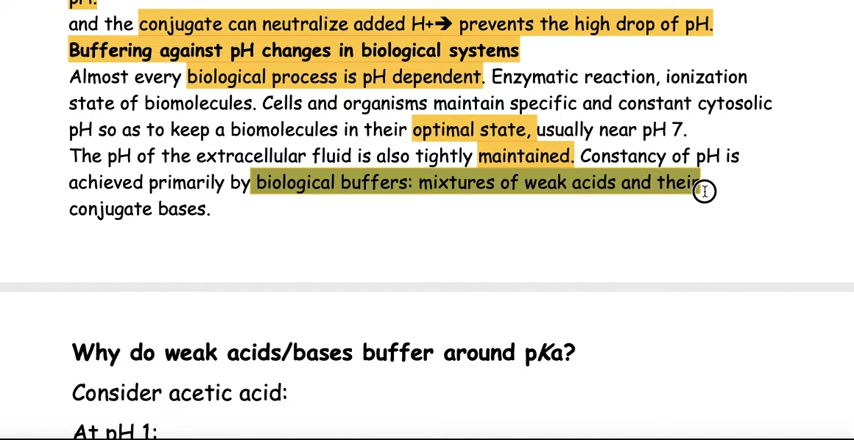 pH.
and the conjugate can neutralize added H+➔ prevents the high drop of pH.
Buffering against pH changes in biological systems
Almost every biological process is pH dependent. Enzymatic reaction, ionization
state of biomolecules. Cells and organisms maintain specific and constant cytosolic
pH so as to keep a biomolecules in their optimal state, usually near pH 7.
The pH of the extracellular fluid is also tightly maintained. Constancy of pH is
achieved primarily by biological buffers: mixtures of weak acids and their
conjugate bases.
Why do weak acids/bases buffer around pKa?
Consider acetic acid:
At pH 1: